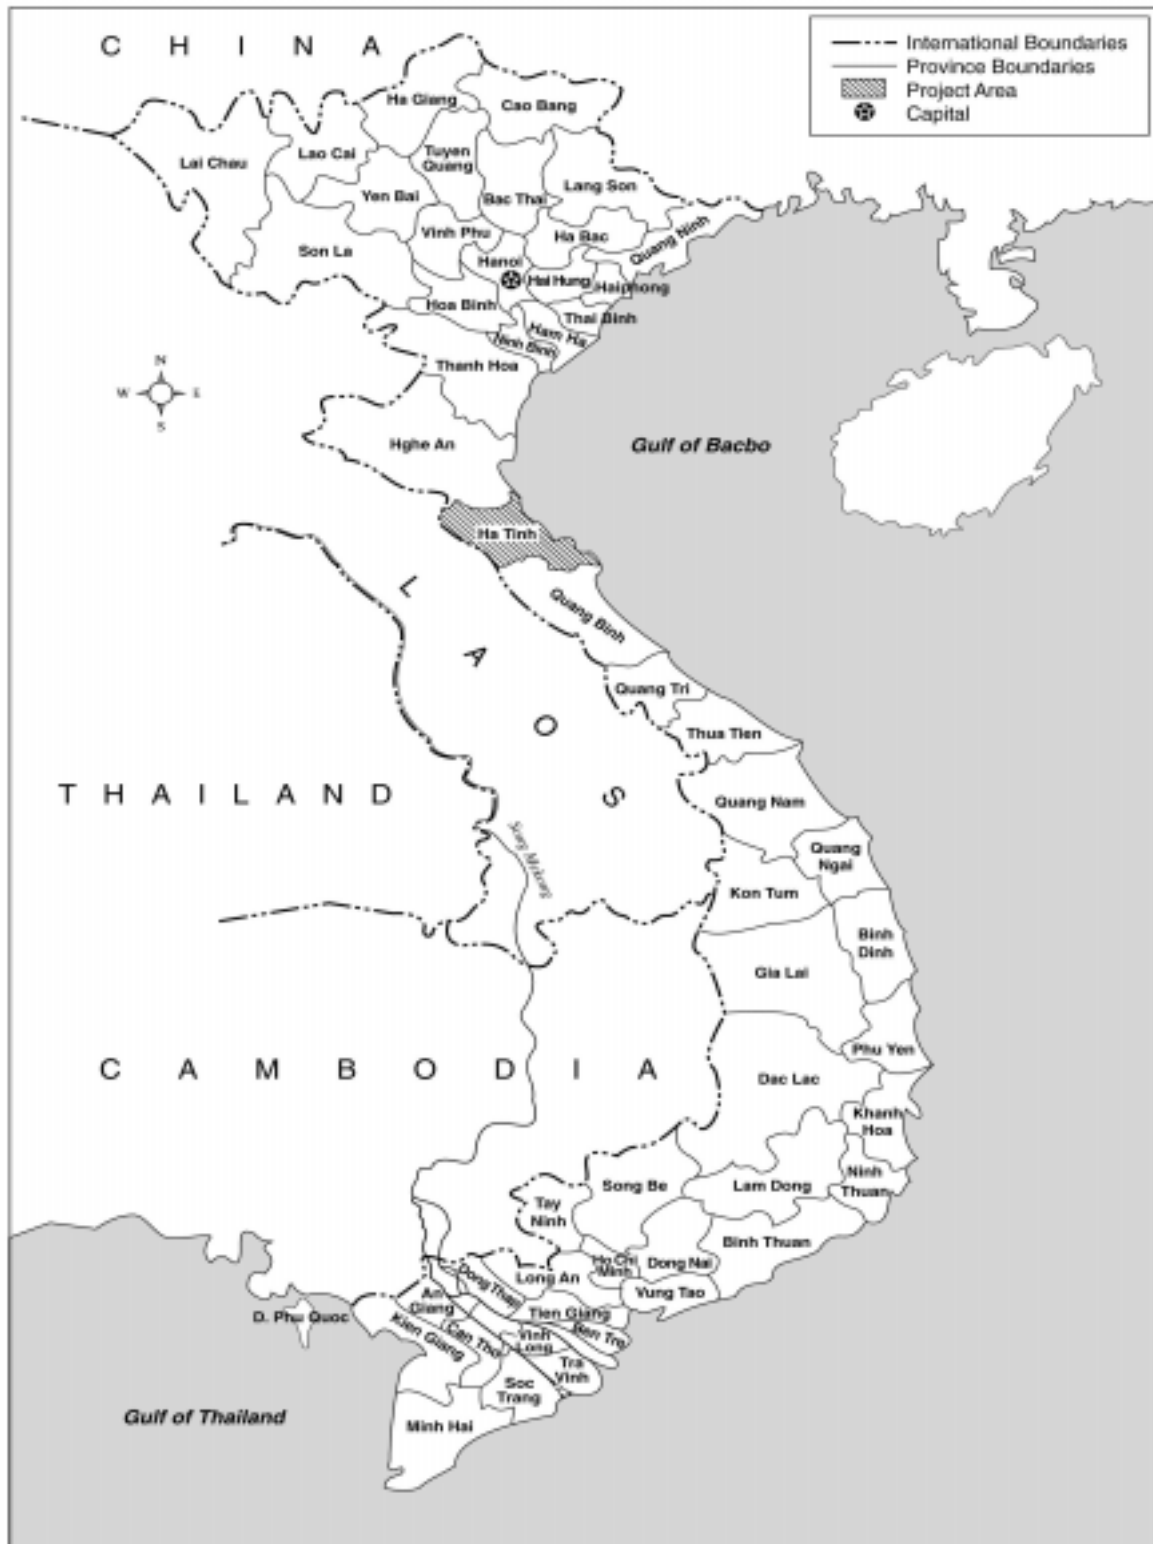 C H I N A
International Boundaries
Province Boundaries
Project Area
Capital
Ha Giang
Cao Bang
Lai Chau
Lao Cai
Tuyen
Quang
Lang Son
Yen Bai
Bac Thai
Vinh Phu
Ha Bac
Quang Ninh
Son La
Hanoi
Hai Hung
Haiphong
Hoa Binh
Thai Binh
Ham Ha
Ninh Binh
Thanh Hoa
N
W
E
S
Hghe An
Gulf of Bacbo
Ha Tinh
L A O S
Quang Binh
Quang Tri
Thua Tien
T H A I L A N D
Quang Nam
Song Mekong
Quang
Ngai
Kon Tum
Binh
Dinh
Gia Lai
Phu Yen
C A M B O D I A
Dac Lac
Khanh
Hoa
Ninh
Thuan
Song Be
Lam Dong
Tay
Ninh
Binh Thuan
Ho Chi
Minh
Dong Nai
Long An
Dong Thap
Vung Tao
An
Giang
Tien Giang
D. Phu Quoc
Kien Giang
Can Tho
Vinh
Long
Ben Tre
Tra
Vinh
Soc
Trang
Gulf of Thailand
Minh Hai